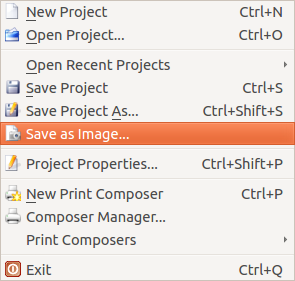 New Project Ctrl+N
Open Project... Ctrl+O
Open Recent Projects
Save Project Ctrl+S
Save Project As... Ctrl+Shift+S
Save as Image...
Project Properties... Ctrl+Shift+P
New Print Composer Ctrl+P
Composer Manager...
Print Composers
Exit Ctrl+Q